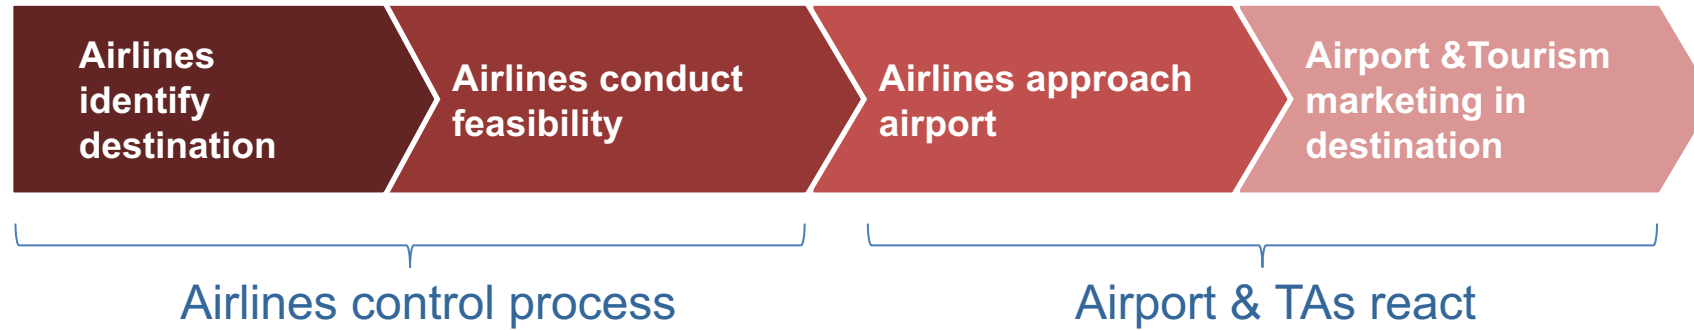 Airlines
identify
destination
Airlines conduct
feasibility
Airlines approach
airport
Airport &Tourism
marketing in
destination
Airlines control process
Airport & TAs react